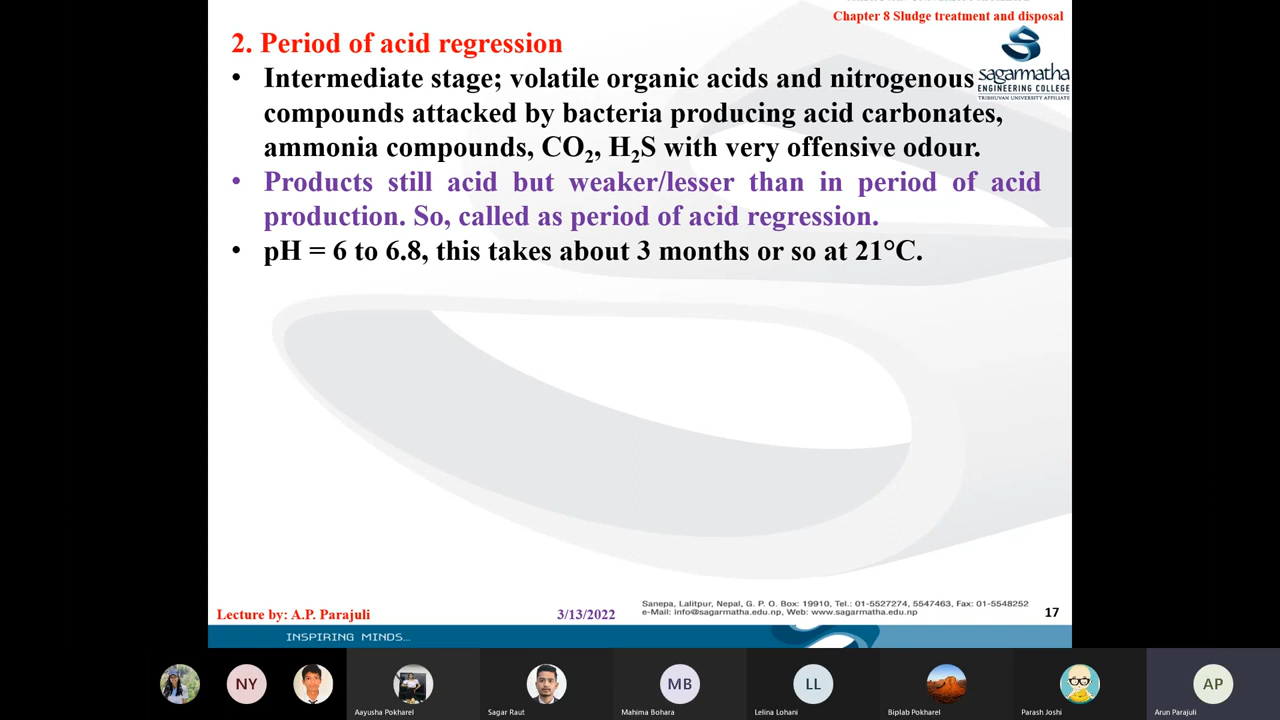 Chapter 8 Sludge treatment and disposal
2. Period of acid regression
• Intermediate stage; volatile organic acids and nitrogenous
compounds attacked by bacteria producing acid carbonates,
ammonia compounds, CO₂, H₂S with very offensive odour.
• Products still acid but weaker/lesser than in period of acid
production. So, called as period of acid regression.
• pH = 6 to 6.8, this takes about 3 months or so at 21°C.
sagarmatha
ENGINEERING COLLEGE
TRIBHUVAN UNIVERSITY AFFILIATE
Lecture by: A.P. Parajuli
3/13/2022
Sanepa, Lalitpur, Nepal, G. P. O. Box: 19910, Tel.: 01-5527274, 5547463, Fax: 01-5548252
e-Mail: info@sagarmatha.edu.np, Web: www.sagarmatha.edu.np
17
INSPIRING MINDS...
NY
MB
LL
AP
Aayusha Pokharel
Sagar Raut
Mahima Bohara
Lelina Lohani
Biplab Pokharel
Parash Joshi
Arun Parajuli